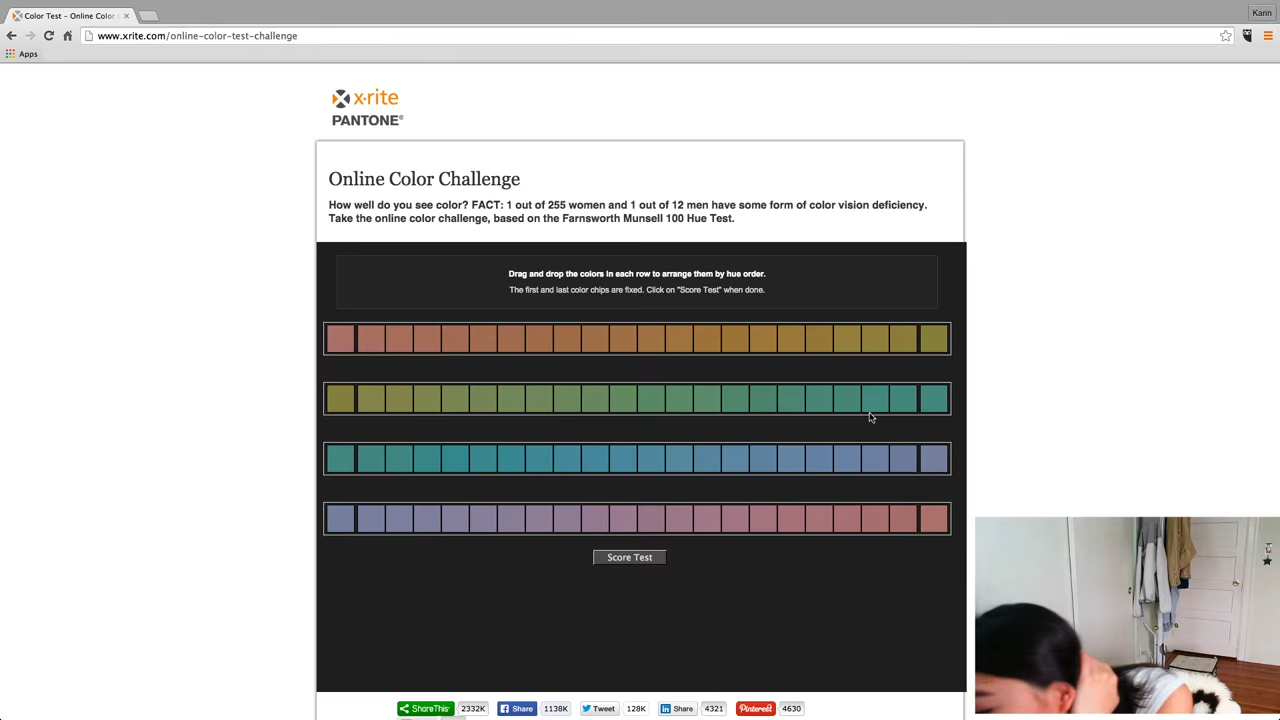 Color Test – Online Color
Karin
www.xrite.com/online-color-test-challenge
Apps
x·rite
PANTONE®
Online Color Challenge
How well do you see color? FACT: 1 out of 255 women and 1 out of 12 men have some form of color vision deficiency.
Take the online color challenge, based on the Farnsworth Munsell 100 Hue Test.
Drag and drop the colors in each row to arrange them by hue order.
The first and last color chips are fixed. Click on "Score Test" when done.
Score Test
ShareThis 2332K Share 1138K Tweet 128K Share 4321 Pinterest 4630